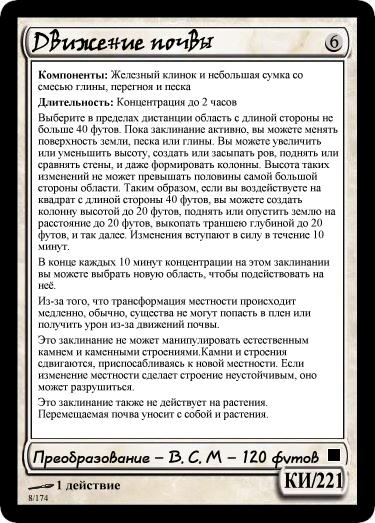 Движение почвы
6
Компоненты: Железный клинок и небольшая сумка со
смесью глины, перегноя и песка
Длительность: Концентрация до 2 часов
Выберите в пределах дистанции область с длиной стороны не
больше 40 футов. Пока заклинание активно, вы можете менять
поверхность земли, песка или глины. Вы можете увеличить
или уменьшить высоту, создать или засыпать ров, поднять или
сравнять стены, и даже формировать колонны. Высота таких
изменений не может превышать половины самой большой
стороны области. Таким образом, если вы воздействуете на
квадрат с длиной стороны 40 футов, вы можете создать
колонну высотой до 20 футов, поднять или опустить землю на
расстояние до 20 футов, выкопать траншею глубиной до 20
футов, и так далее. Изменения вступают в силу в течение 10
минут.
В конце каждых 10 минут концентрации на этом заклинании
вы можете выбрать новую область, чтобы подействовать на
неё.
Из-за того, что трансформация местности происходит
медленно, обычно, существа не могут попасть в плен или
получить урон из-за движений почвы.
Это заклинание не может манипулировать естественным
камнем и каменными строениями.Камни и строения
сдвигаются, приспосабливаясь к новой местности. Если
изменение местности сделает строение неустойчивым, оно
может разрушиться.
Это заклинание также не действует на растения.
Перемещаемая почва уносит с собой и растения.
Преобразование – В, С, М – 120 футов
КИ/221
1 действие
8/174